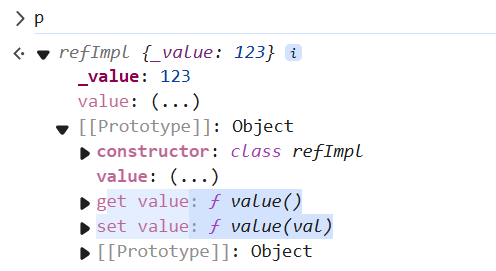 p
refImpl {_value: 123} i
_value: 123
value: (...)
[[Prototype]]: Object
constructor: class refImpl
value: (...)
get value: ƒ value()
set value: ƒ value(val)
[[Prototype]]: Object